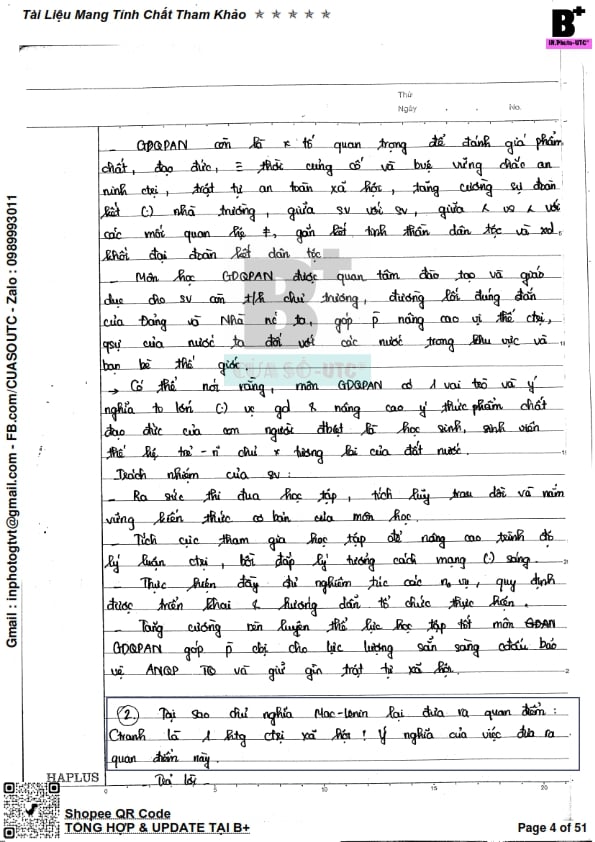 Tài Liệu Mang Tính Chất Tham Khảo ★ ★ ★ ★ ★
B+
IN.Photo-UTC
Thứ
Ngày . . No.
- GDQPAN còn là x tố quan trọng để đánh giá phẩm
chất, đạo đức, Ξ thời củng cố và bvệ vững chắc an
ninh ctrị, trật tự an toàn xã hội, tăng cường sự đoàn
kết (:) nhà trường, giữa sv với sv, giữa với
các mối quan hệ ≠, gắn kết tinh thần dân tộc và xd
khối đại đoàn kết dân tộc.
- Môn học GDQPAN được quan tâm đào tạo và giáo
dục cho sv còn t/h chủ trương, đường lối đúng đắn
của Đảng và Nhà nc ta, góp p̄ nâng cao vị thế ctrị,
qsự của nước ta đối với các nước trong khu vực và
bạn bè thế giới.
→ Có thể nói rằng, môn GDQPAN có 1 vai trò và ý
nghĩa to lớn (:) vc gd & nâng cao ý thức phẩm chất
đạo đức của con người đbiệt là học sinh, sinh viên
thế hệ trẻ - chủ x tương lai của đất nước.
Trách nhiệm của sv:
- Ra sức thi đua học tập, tích lũy trau dồi và nắm
vững kiến thức cơ bản của môn học.
- Tích cực tham gia học tập để nâng cao trình độ
lý luận ctrị, bồi đắp lý tưởng cách mạng (:) sáng.
- Thực hiện đầy đủ nghiêm túc các n.vụ, quy định
được triển khai & hướng dẫn tổ chức thực hiện.
- Tăng cường rèn luyện thể lực học tập tốt môn GDAN
GDQPAN góp p̄ cbị cho lực lượng sẵn sàng cđấu bảo
vệ ANQP TQ và giữ gìn trật tự xã hội.
2. Tại sao chủ nghĩa Mac-Lenin lại đưa ra quan điểm:
Ctranh là 1 htg ctrị xã hội! Ý nghĩa của việc đưa ra
quan điểm này.
Trả lời
HAPLUS
0 5 10 15 20
B+
CỬA SỔ-UTC
Gmail : inphotogtvt@gmail.com - FB.com/CUASOUTC - Zalo : 0989993011
Shopee QR Code
TỔNG HỢP & UPDATE TẠI B+
Page 4 of 51